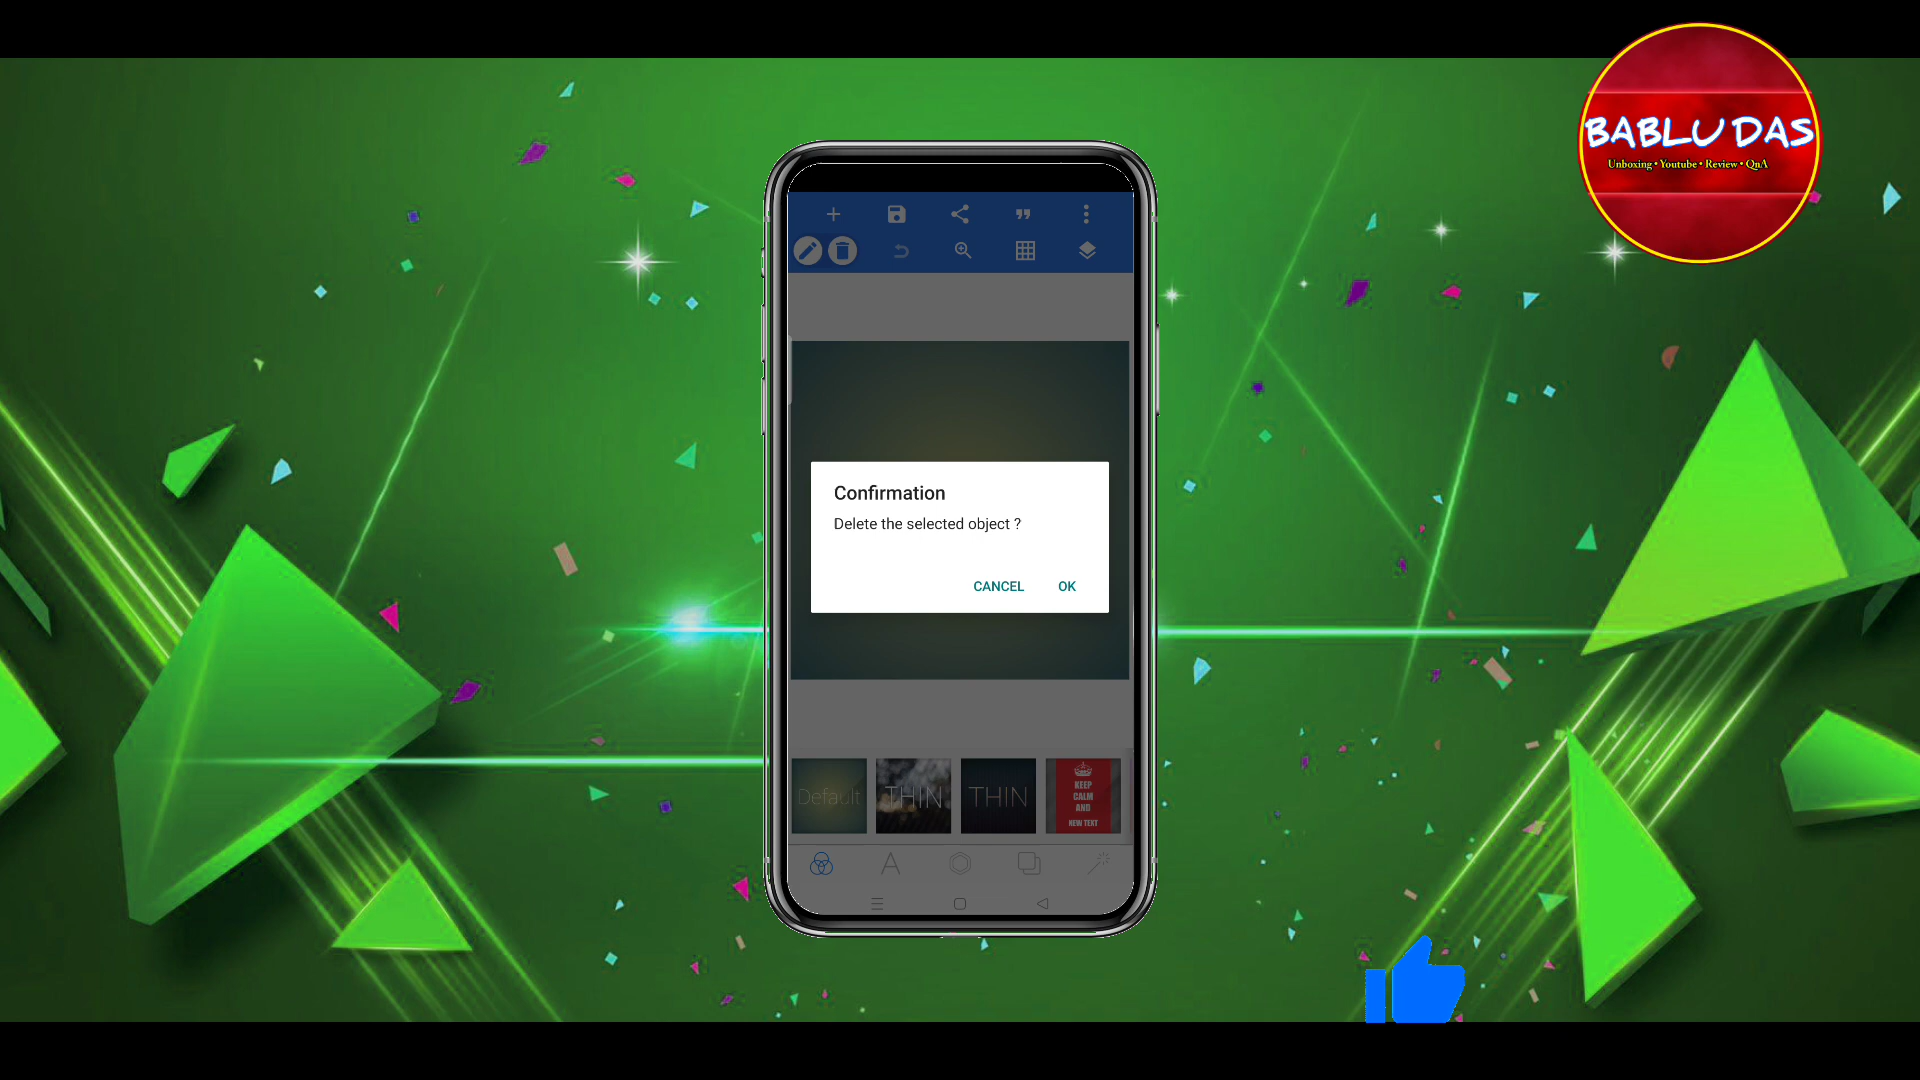 BABLU DAS
Unboxing • Youtube • Review • QnA
Confirmation
Delete the selected object ?
CANCEL OK
Default
THIN
THIN
KEEP
CALM
AND
NEW TEXT